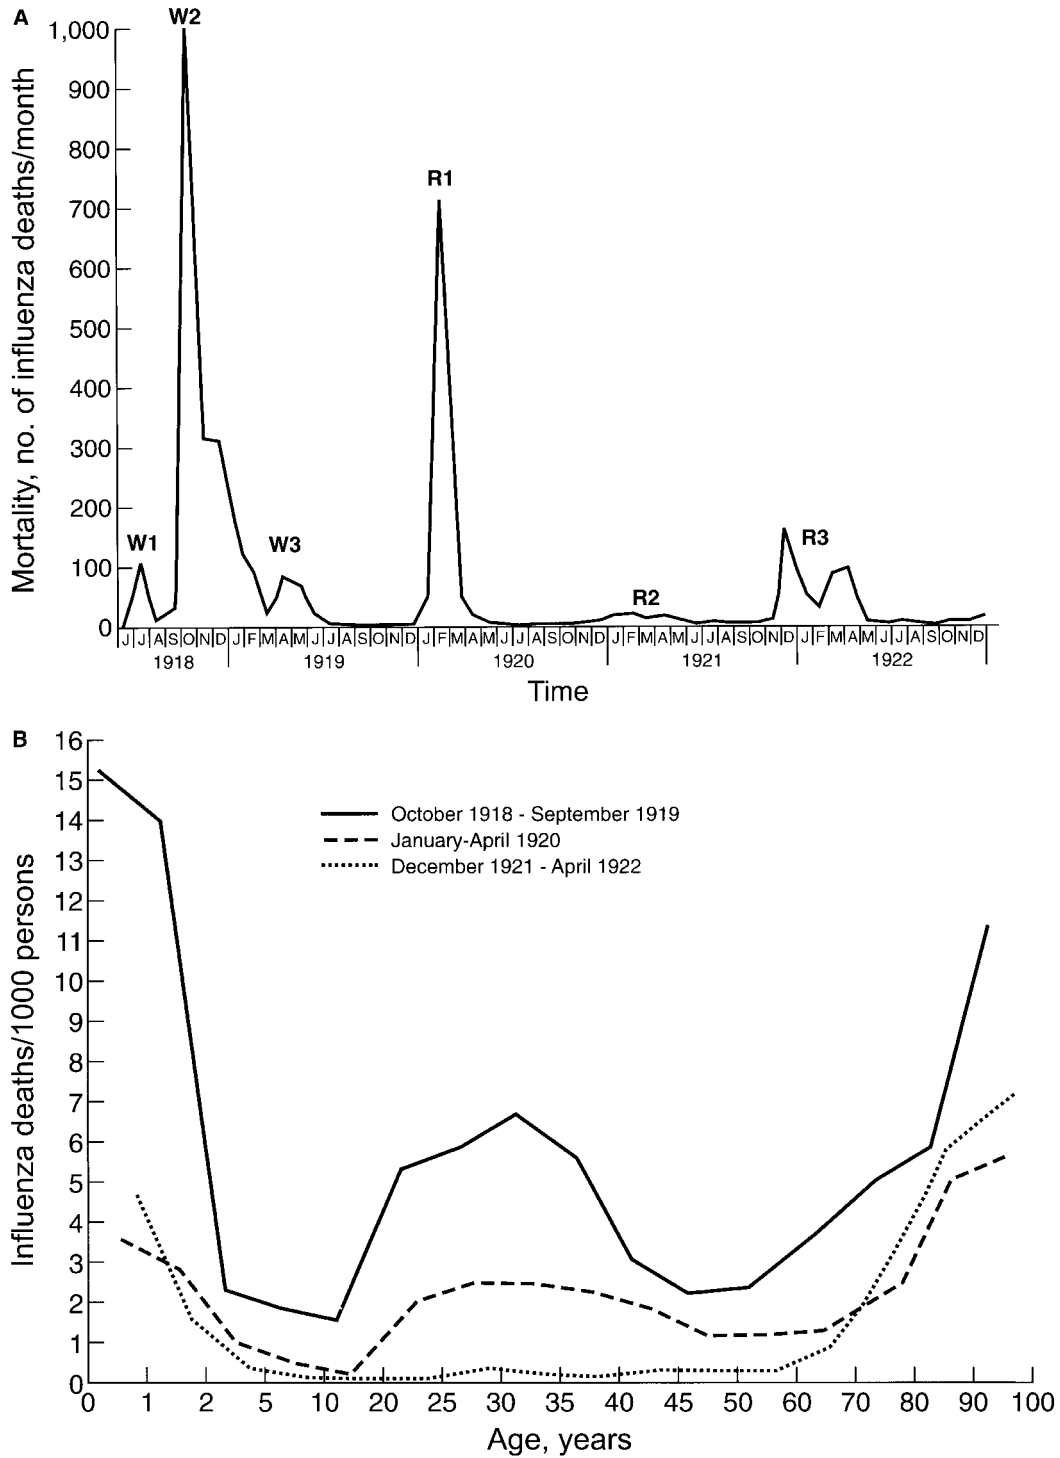 A
W2
1,000
900
800
700
600
500
400
300
200
100
0
Mortality, no. of influenza deaths/month
W1
W3
R1
R2
R3
J J A S O N D J F M A M J J A S O N D J F M A M J J A S O N D J F M A M J J A S O N D J F M A M J J A S O N D
1918 1919 1920 1921 1922
Time
B
16
15
14
13
12
11
10
9
8
7
6
5
4
3
2
1
0
Influenza deaths/1000 persons
October 1918 - September 1919
January-April 1920
December 1921 - April 1922
0 1 2 5 10 20 25 30 35 40 45 50 60 70 80 90 100
Age, years